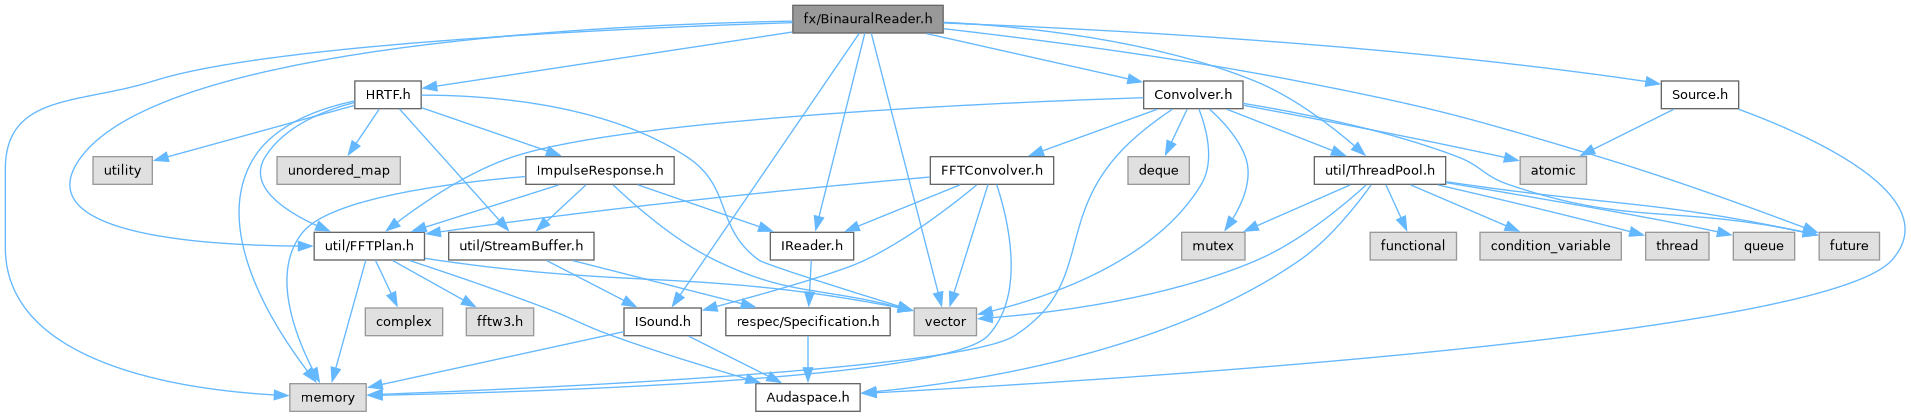 fx/BinauralReader.h
HRTF.h
Convolver.h
Source.h
utility
unordered_map
ImpulseResponse.h
FFTConvolver.h
deque
util/ThreadPool.h
atomic
util/FFTPlan.h
util/StreamBuffer.h
IReader.h
mutex
functional
condition_variable
thread
queue
future
complex
fftw3.h
ISound.h
respec/Specification.h
vector
memory
Audaspace.h